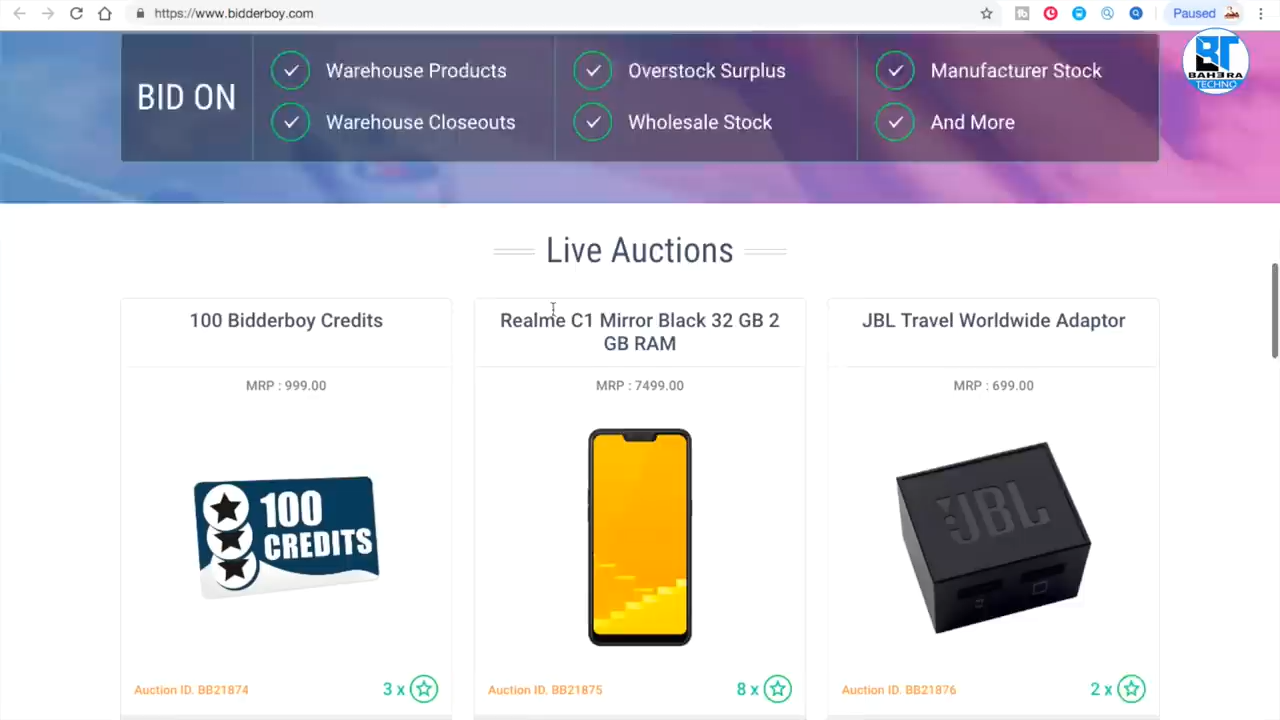 https://www.bidderboy.com
Paused
BT
BAHERA
TECHNO
BID ON
Warehouse Products
Overstock Surplus
Manufacturer Stock
Warehouse Closeouts
Wholesale Stock
And More
Live Auctions
100 Bidderboy Credits
MRP : 999.00
100
CREDITS
Auction ID. BB21874
3 x
Realme C1 Mirror Black 32 GB 2
GB RAM
MRP : 7499.00
Auction ID. BB21875
8 x
JBL Travel Worldwide Adaptor
MRP : 699.00
JBL
Auction ID. BB21876
2 x